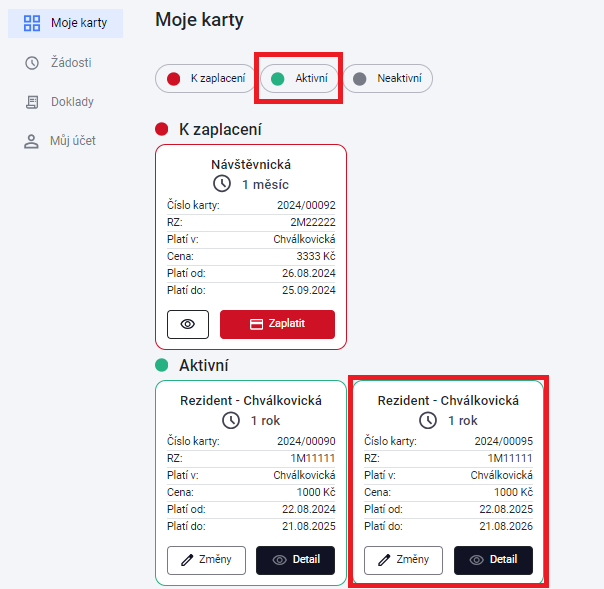 Moje karty
Žádosti
Doklady
Můj účet
Moje karty
K zaplacení
Aktivní
Neaktivní
K zaplacení
Návštěvnická
1 měsíc
Číslo karty: 2024/00092
RZ: 2M22222
Platí v: Chválkovická
Cena: 3333 Kč
Platí od: 26.08.2024
Platí do: 25.09.2024
Zaplatit
Aktivní
Rezident - Chválkovická
1 rok
Číslo karty: 2024/00090
RZ: 1M11111
Platí v: Chválkovická
Cena: 1000 Kč
Platí od: 22.08.2024
Platí do: 21.08.2025
Změny
Detail
Rezident - Chválkovická
1 rok
Číslo karty: 2024/00095
RZ: 1M11111
Platí v: Chválkovická
Cena: 1000 Kč
Platí od: 22.08.2025
Platí do: 21.08.2026
Změny
Detail